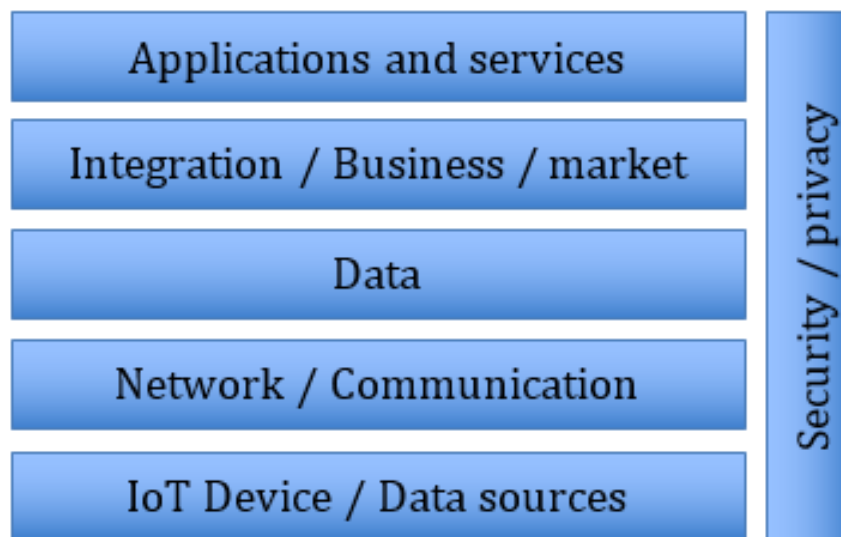 Applications and services
Integration / Business / market
Data
Network / Communication
IoT Device / Data sources
Security / privacy